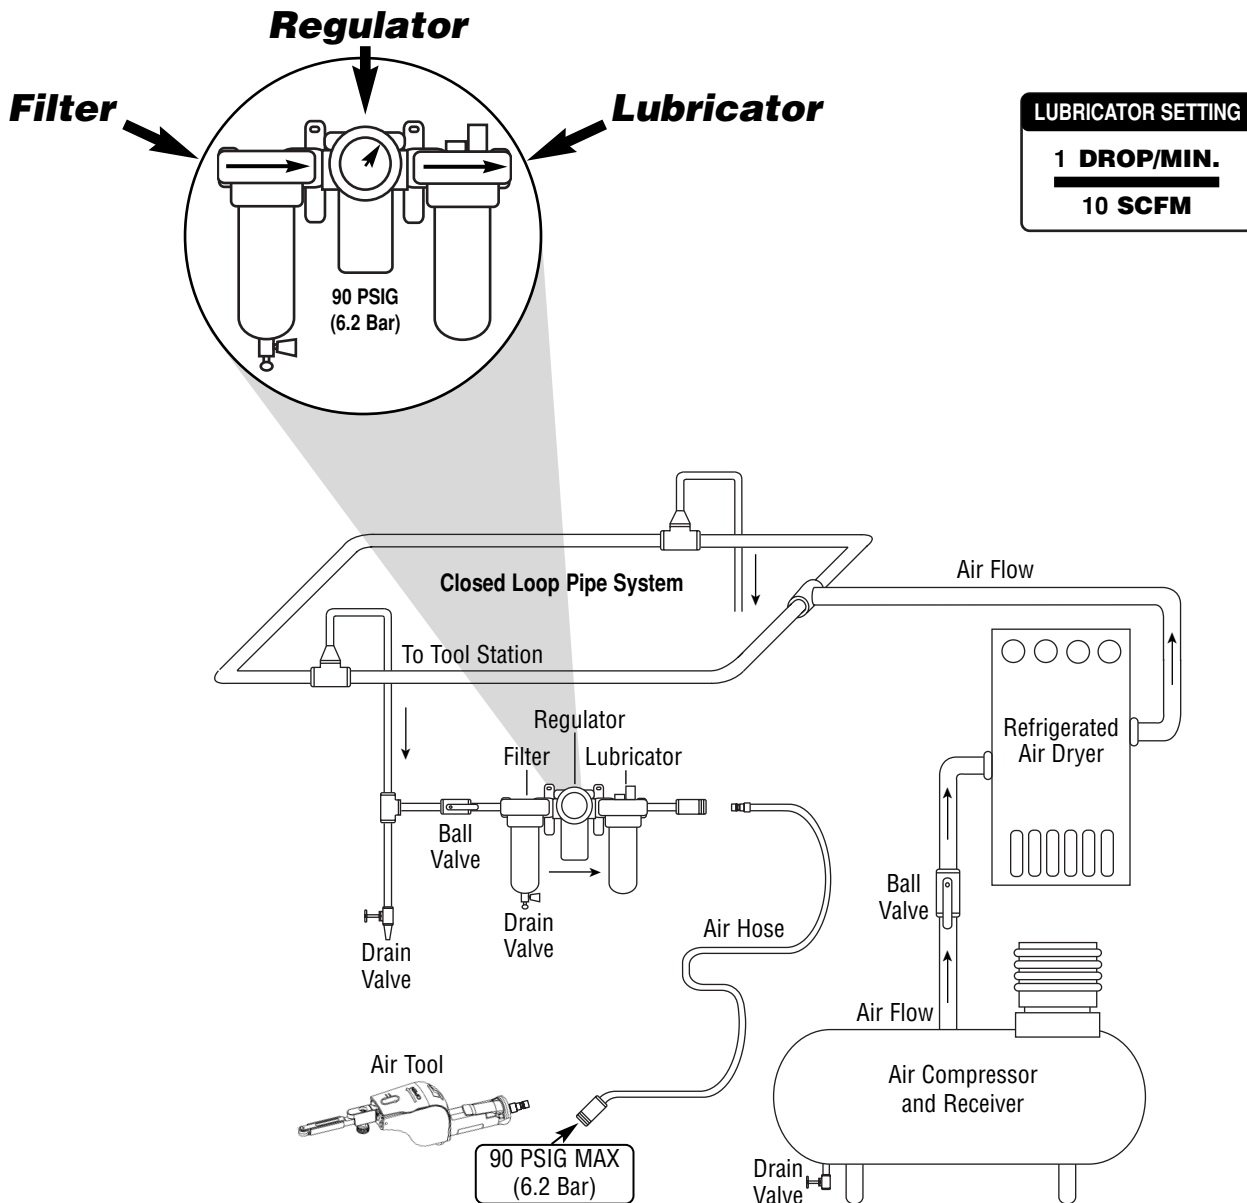 Regulator
Filter
Lubricator
LUBRICATOR SETTING
1 DROP/MIN.
10 SCFM
90 PSIG
(6.2 Bar)
Closed Loop Pipe System
Air Flow
To Tool Station
Regulator
Filter
Lubricator
Refrigerated
Air Dryer
Ball
Valve
Ball
Valve
Drain
Valve
Drain
Valve
Air Hose
Air Flow
Air Tool
Air Compressor
and Receiver
90 PSIG MAX
(6.2 Bar)
Drain
Valve